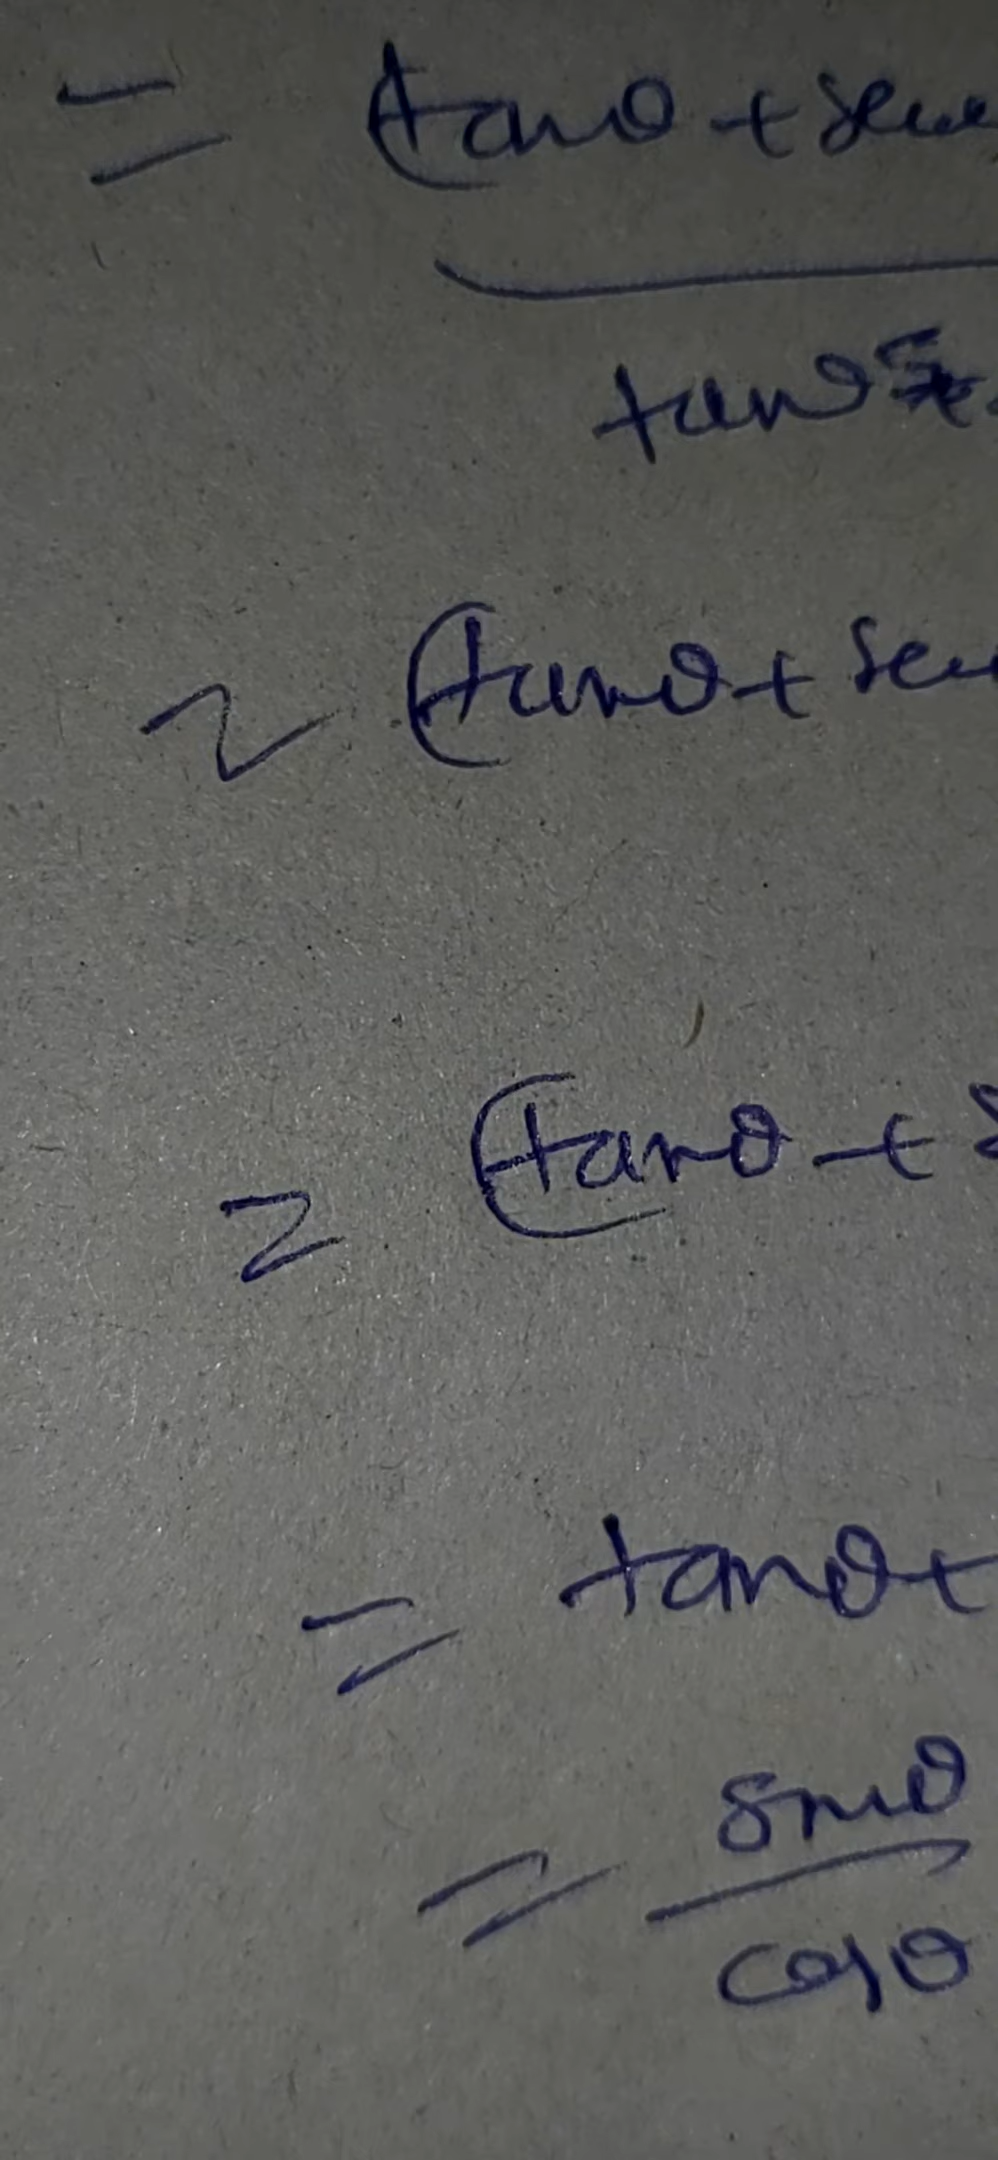 = (tanθ + sec
tanθ
= (tanθ + sec
= (tanθ +
= tanθ +
= sinθ
cosθ